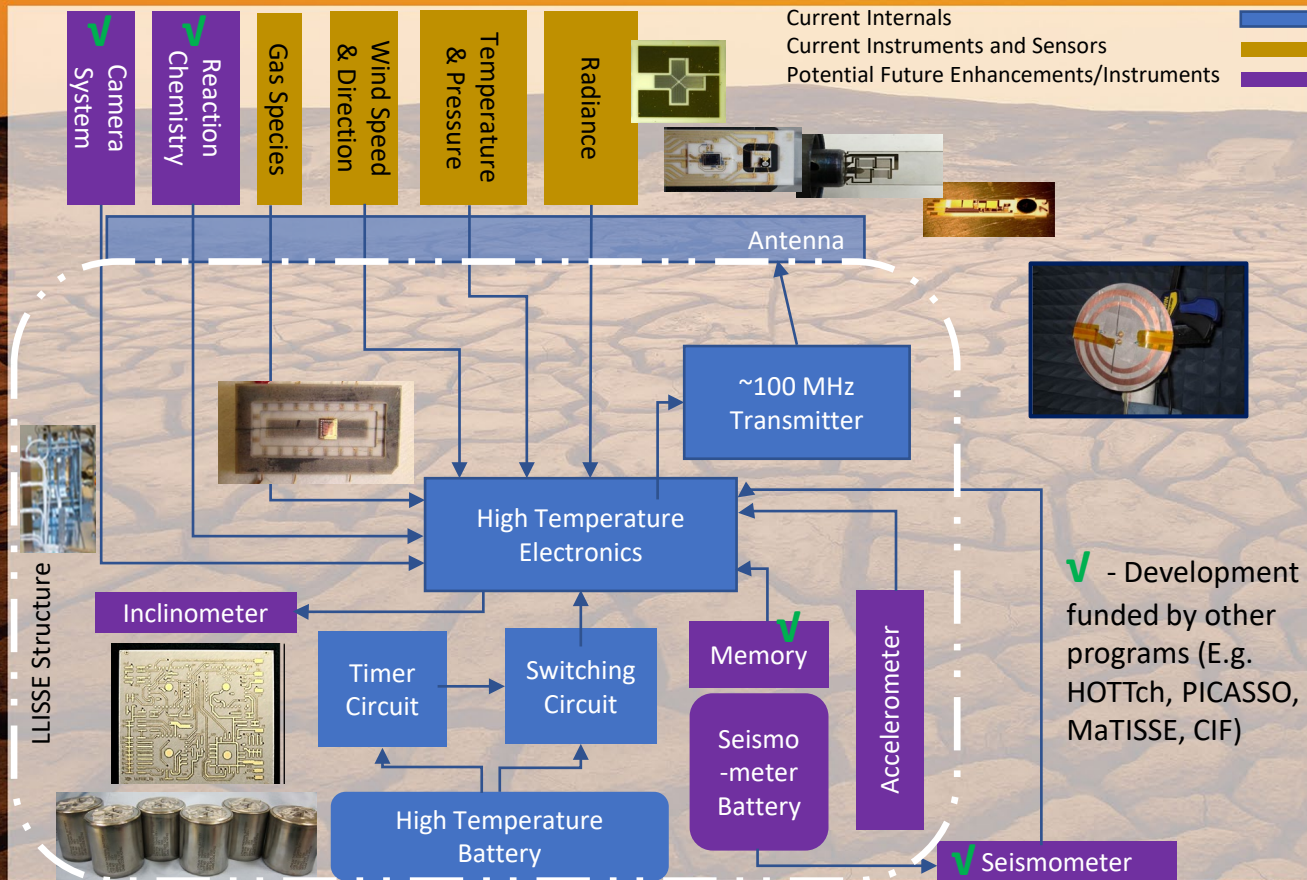 Current Internals
Current Instruments and Sensors
Potential Future Enhancements/Instruments
√ Camera
System
√ Reaction
Chemistry
Gas Species
Wind Speed
& Direction
Temperature
& Pressure
Radiance
Antenna
~100 MHz
Transmitter
High Temperature
Electronics
LLISSE Structure
Inclinometer
Timer
Circuit
Switching
Circuit
√
Memory
Seismo
-meter
Battery
Accelerometer
High Temperature
Battery
√ Seismometer
√ - Development
funded by other
programs (E.g.
HOTTch, PICASSO,
MaTISSE, CIF)